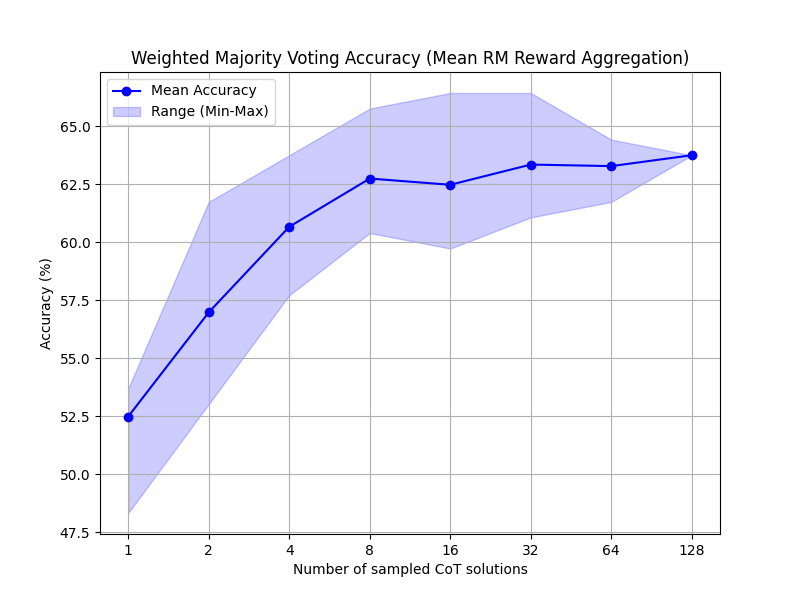 Weighted Majority Voting Accuracy (Mean RM Reward Aggregation)
Mean Accuracy
Range (Min-Max)
Accuracy (%)
65.0
62.5
60.0
57.5
55.0
52.5
50.0
47.5
1 2 4 8 16 32 64 128
Number of sampled CoT solutions